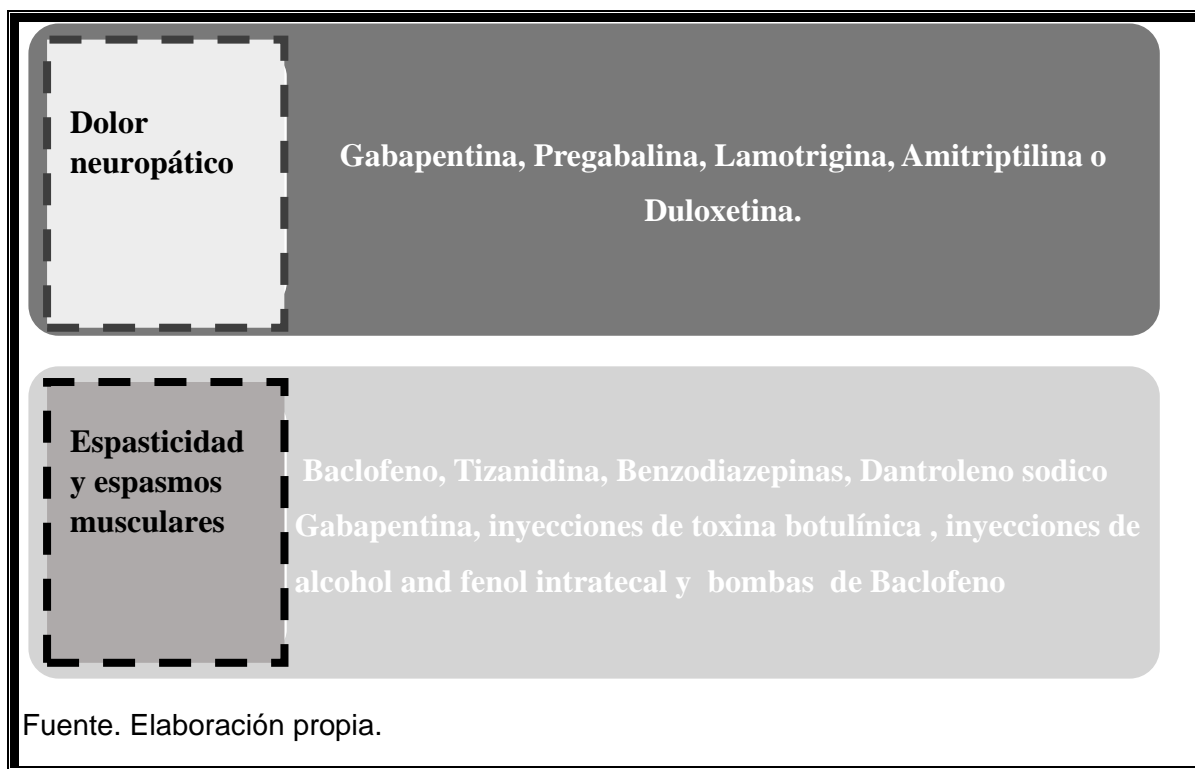 Dolor
neuropático
Gabapentina, Pregabalina, Lamotrigina, Amitriptilina o
Duloxetina.
Espasticidad
y espasmos
musculares
Baclofeno, Tizanidina, Benzodiazepinas, Dantroleno sodico
Gabapentina, inyecciones de toxina botulínica , inyecciones de
alcohol and fenol intratecal y bombas de Baclofeno
Fuente. Elaboración propia.